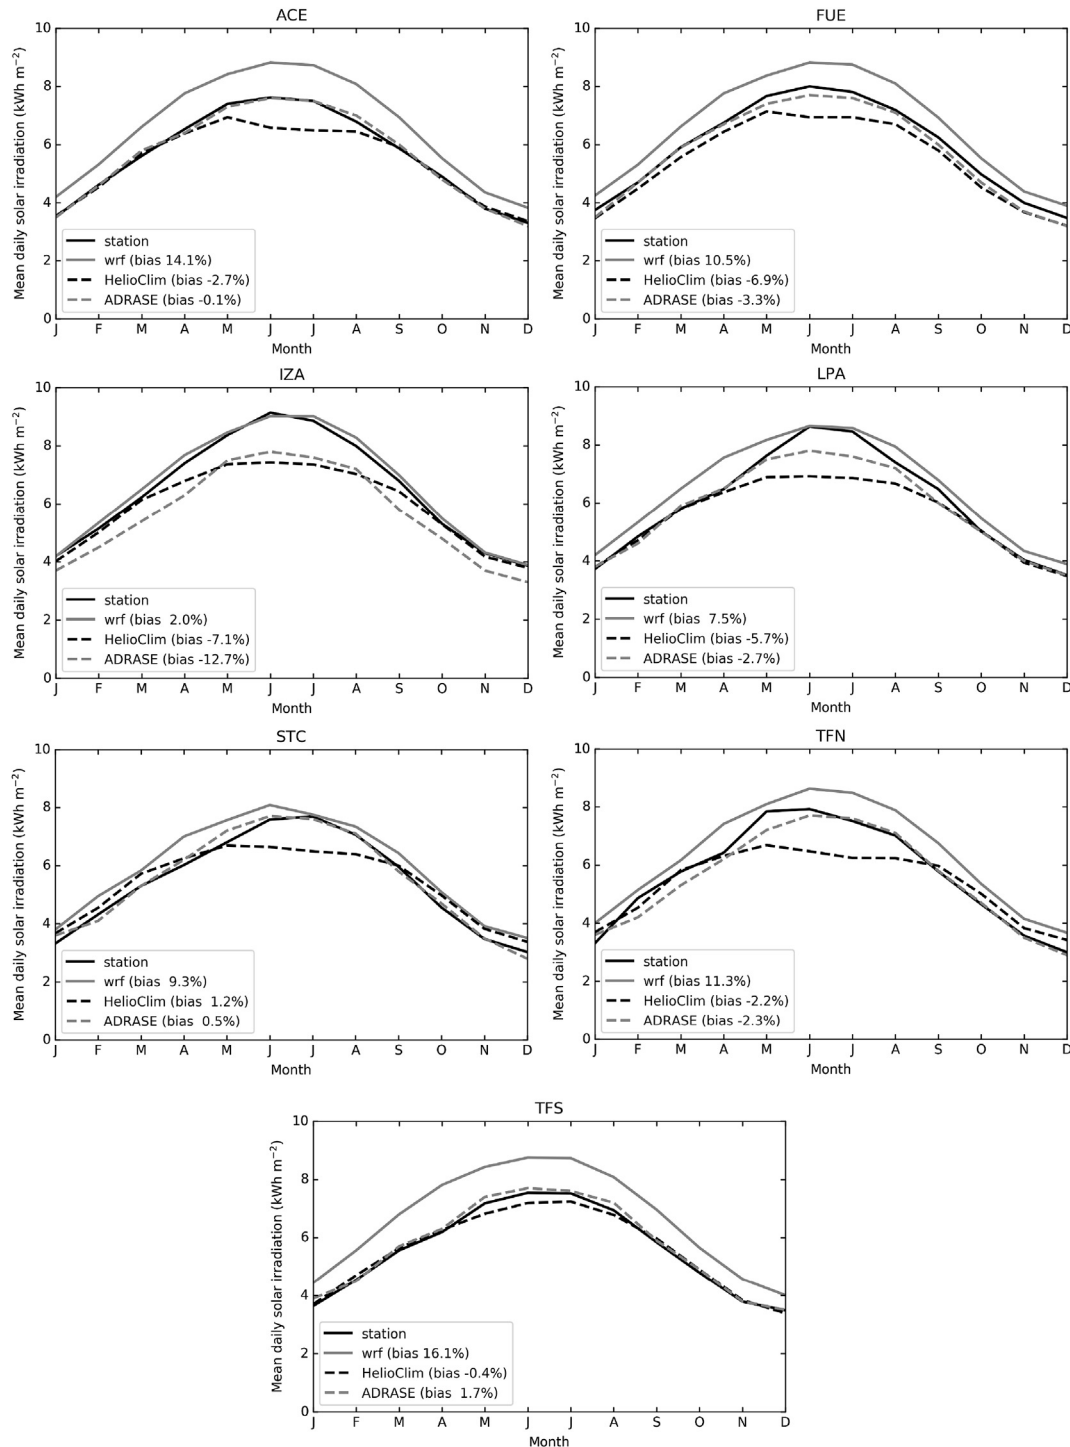 ACE
Mean daily solar irradiation (kWh m−2)
10
8
6
4
2
0
station
wrf (bias 14.1%)
HelioClim (bias -2.7%)
ADRASE (bias -0.1%)
J F M A M J J A S O N D
Month
FUE
Mean daily solar irradiation (kWh m−2)
10
8
6
4
2
0
station
wrf (bias 10.5%)
HelioClim (bias -6.9%)
ADRASE (bias -3.3%)
J F M A M J J A S O N D
Month
IZA
Mean daily solar irradiation (kWh m−2)
10
8
6
4
2
0
station
wrf (bias 2.0%)
HelioClim (bias -7.1%)
ADRASE (bias -12.7%)
J F M A M J J A S O N D
Month
LPA
Mean daily solar irradiation (kWh m−2)
10
8
6
4
2
0
station
wrf (bias 7.5%)
HelioClim (bias -5.7%)
ADRASE (bias -2.7%)
J F M A M J J A S O N D
Month
STC
Mean daily solar irradiation (kWh m−2)
10
8
6
4
2
0
station
wrf (bias 9.3%)
HelioClim (bias 1.2%)
ADRASE (bias 0.5%)
J F M A M J J A S O N D
Month
TFN
Mean daily solar irradiation (kWh m−2)
10
8
6
4
2
0
station
wrf (bias 11.3%)
HelioClim (bias -2.2%)
ADRASE (bias -2.3%)
J F M A M J J A S O N D
Month
TFS
Mean daily solar irradiation (kWh m−2)
10
8
6
4
2
0
station
wrf (bias 16.1%)
HelioClim (bias -0.4%)
ADRASE (bias 1.7%)
J F M A M J J A S O N D
Month